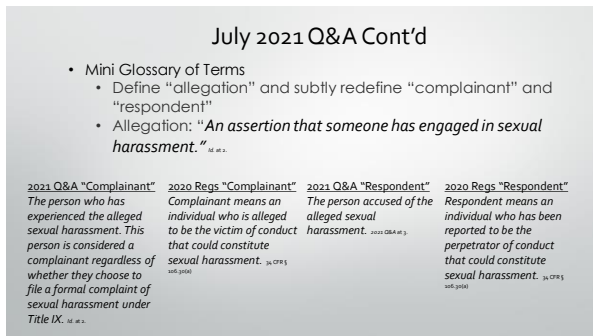 July 2021 Q&A Cont’d
• Mini Glossary of Terms
• Define “allegation” and subtly redefine “complainant” and
“respondent”
• Allegation: “An assertion that someone has engaged in sexual
harassment.” Id. at 2.
2021 Q&A “Complainant”
The person who has
experienced the alleged
sexual harassment. This
person is considered a
complainant regardless of
whether they choose to
file a formal complaint of
sexual harassment under
Title IX. Id. at 2.
2020 Regs “Complainant”
Complainant means an
individual who is alleged
to be the victim of conduct
that could constitute
sexual harassment. 34 CFR §
106.30(a)
2021 Q&A “Respondent”
The person accused of the
alleged sexual
harassment. 2021 Q&A at 3.
2020 Regs “Respondent”
Respondent means an
individual who has been
reported to be the
perpetrator of conduct
that could constitute
sexual harassment. 34 CFR §
106.30(a)